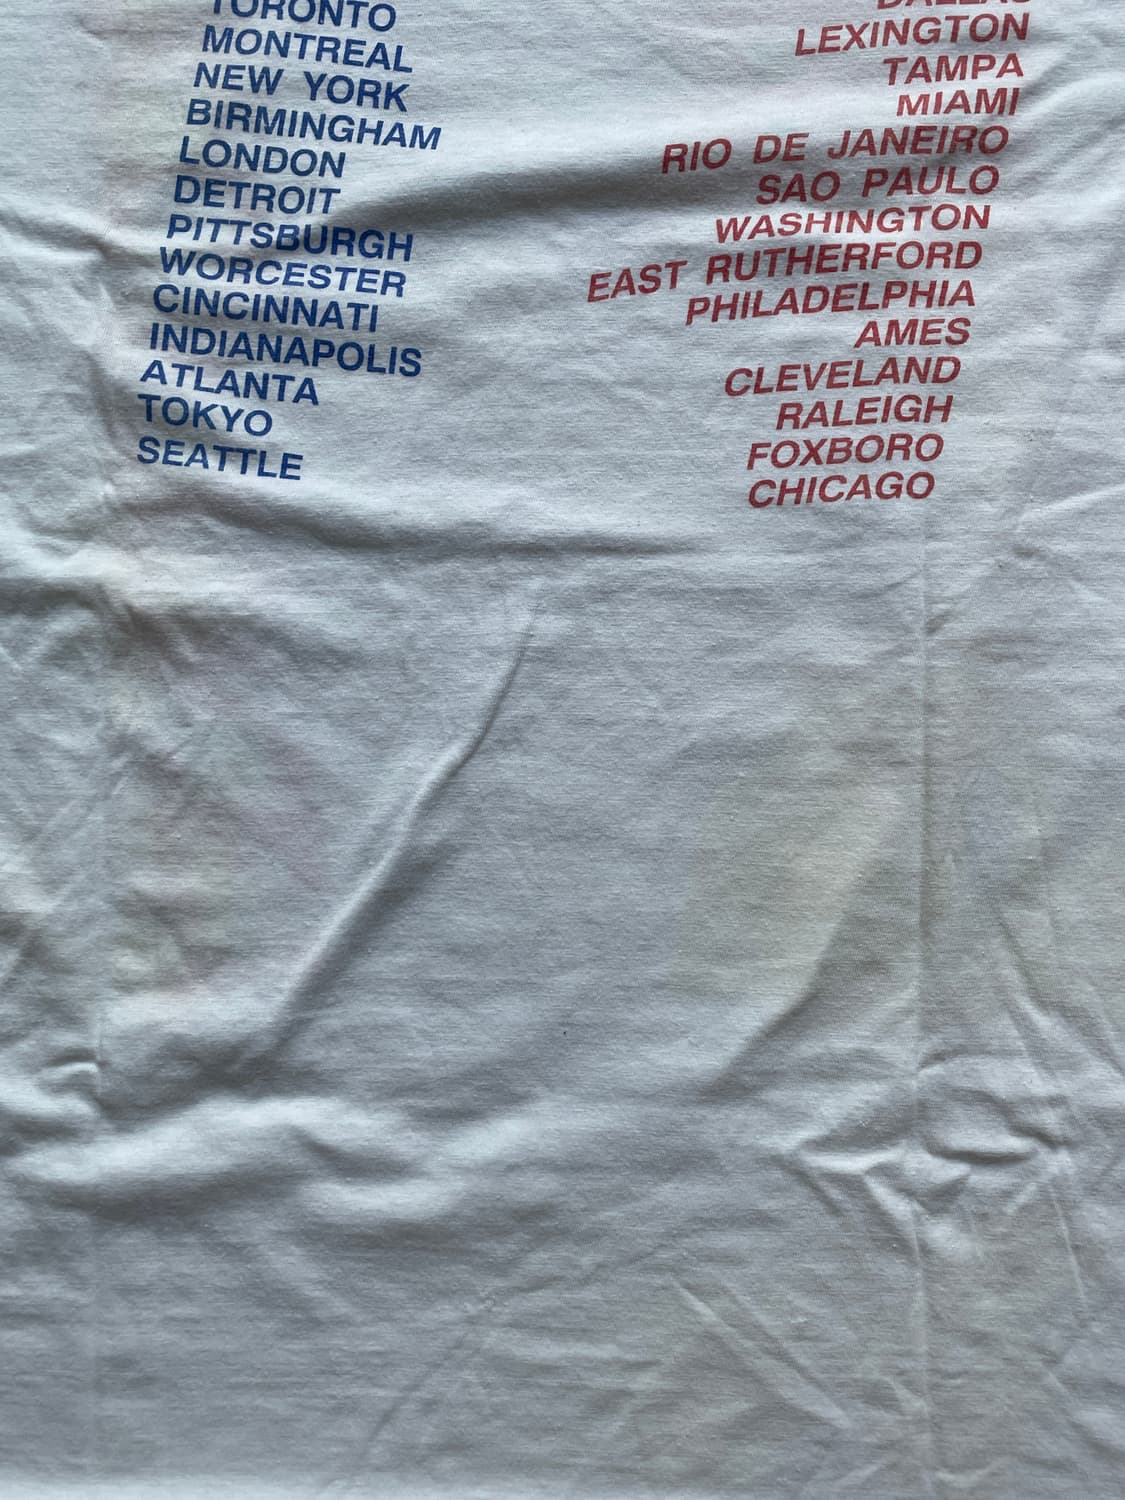 TORONTO
MONTREAL
NEW YORK
BIRMINGHAM
LONDON
DETROIT
PITTSBURGH
WORCESTER
CINCINNATI
INDIANAPOLIS
ATLANTA
TOKYO
SEATTLE
DALLAS
LEXINGTON
TAMPA
MIAMI
RIO DE JANEIRO
SAO PAULO
WASHINGTON
EAST RUTHERFORD
PHILADELPHIA
AMES
CLEVELAND
RALEIGH
FOXBORO
CHICAGO